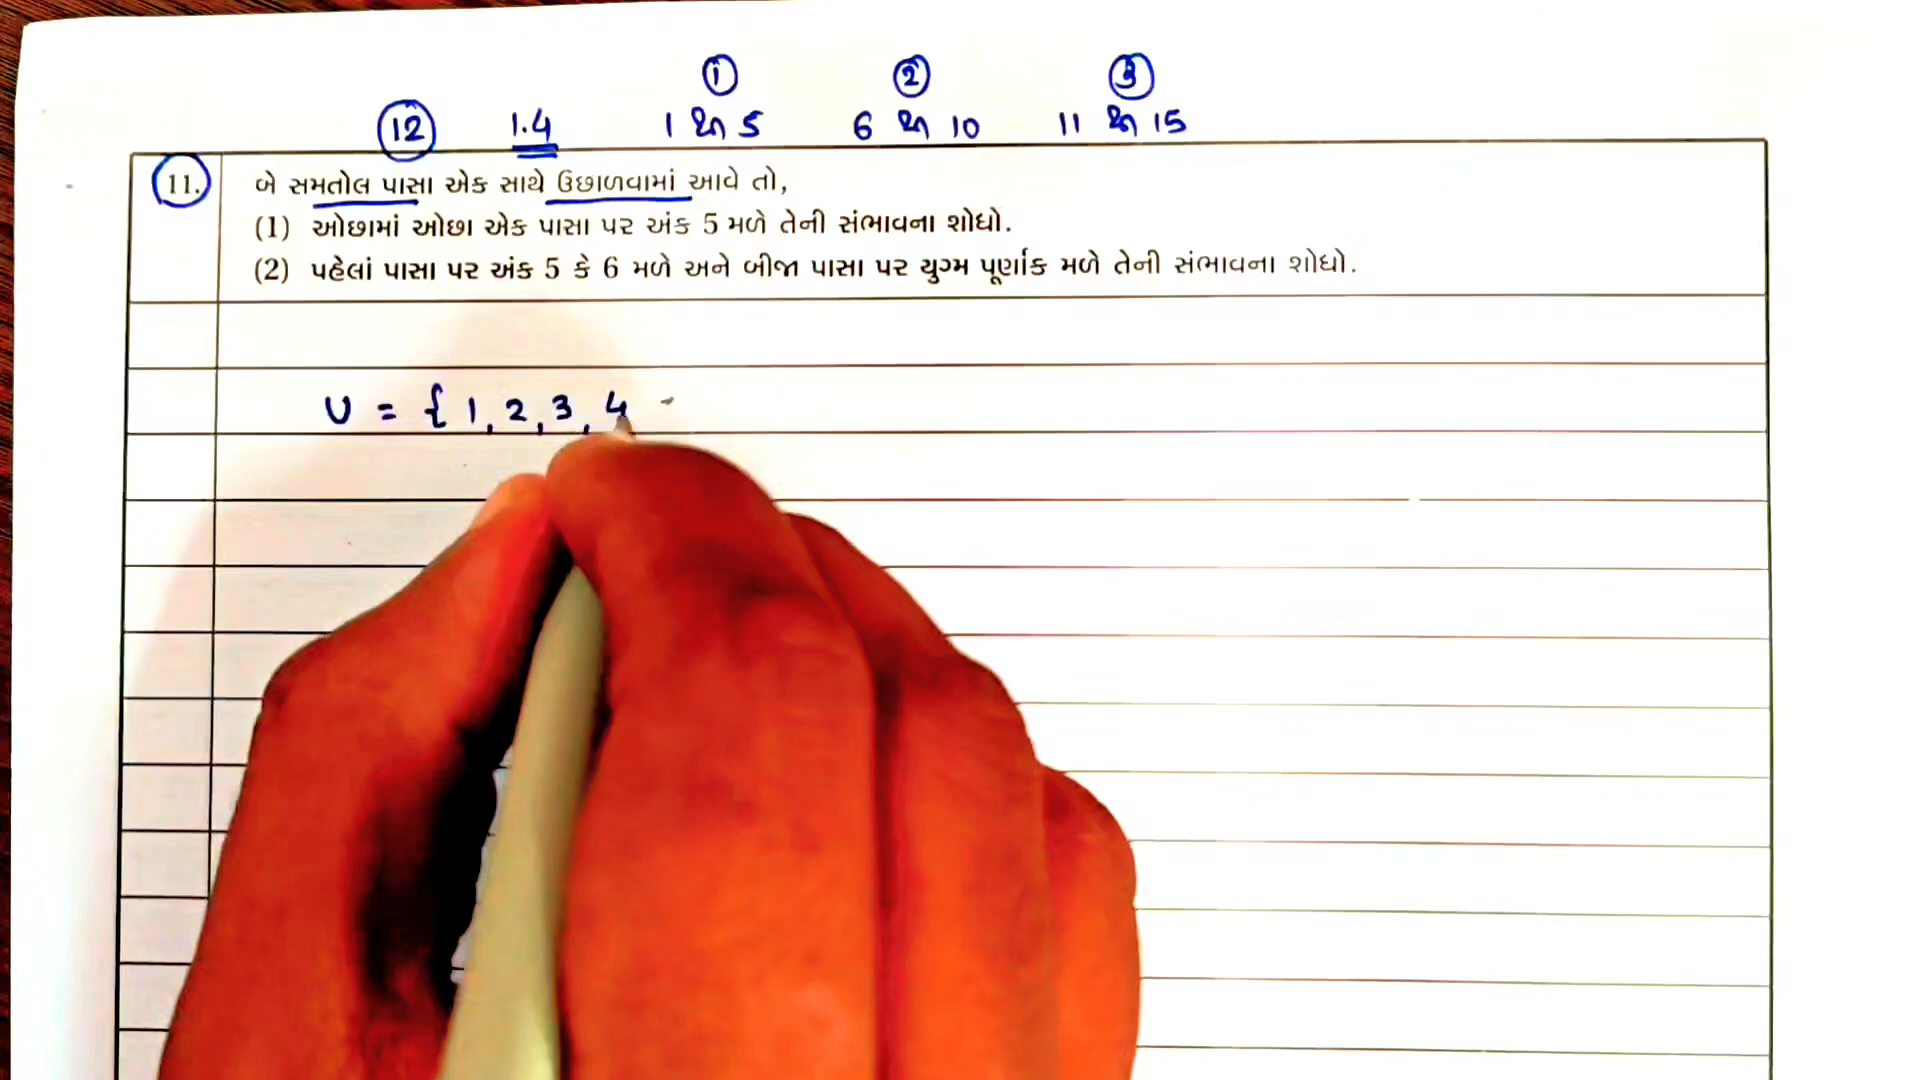 ① ② ③
⑫ 1.4 1 થી 5 6 થી 10 11 થી 15
11. બે સમતોલ પાસા એક સાથે ઉછાળવામાં આવે તો,
(1) ઓછામાં ઓછા એક પાસા પર અંક 5 મળે તેની સંભાવના શોધો.
(2) પહેલાં પાસા પર અંક 5 કે 6 મળે અને બીજા પાસા પર યુગ્મ પૂર્ણાંક મળે તેની સંભાવના શોધો.
U = { 1, 2, 3, 4